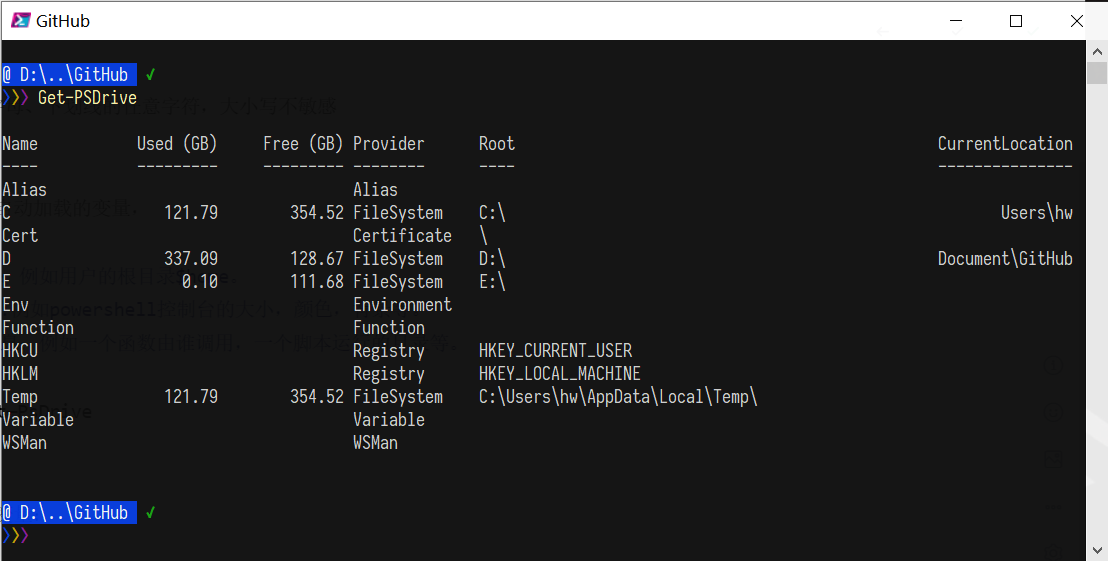 GitHub
@ D:\..\GitHub ✓
❯❯❯ Get-PSDrive
Name Used (GB) Free (GB) Provider Root CurrentLocation
---- --------- --------- -------- ---- ---------------
Alias Alias
C 121.79 354.52 FileSystem C:\ Users\hw
Cert Certificate \
D 337.09 128.67 FileSystem D:\ Document\GitHub
E 0.10 111.68 FileSystem E:\
Env Environment
Function Function
HKCU Registry HKEY_CURRENT_USER
HKLM Registry HKEY_LOCAL_MACHINE
Temp 121.79 354.52 FileSystem C:\Users\hw\AppData\Local\Temp\
Variable Variable
WSMan WSMan
@ D:\..\GitHub ✓
❯❯❯